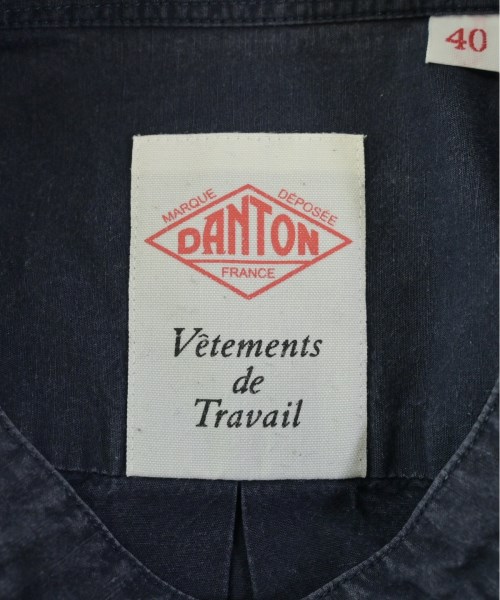 40
MARQUE DÉPOSÉE
DANTON
FRANCE
Vêtements
de
Travail